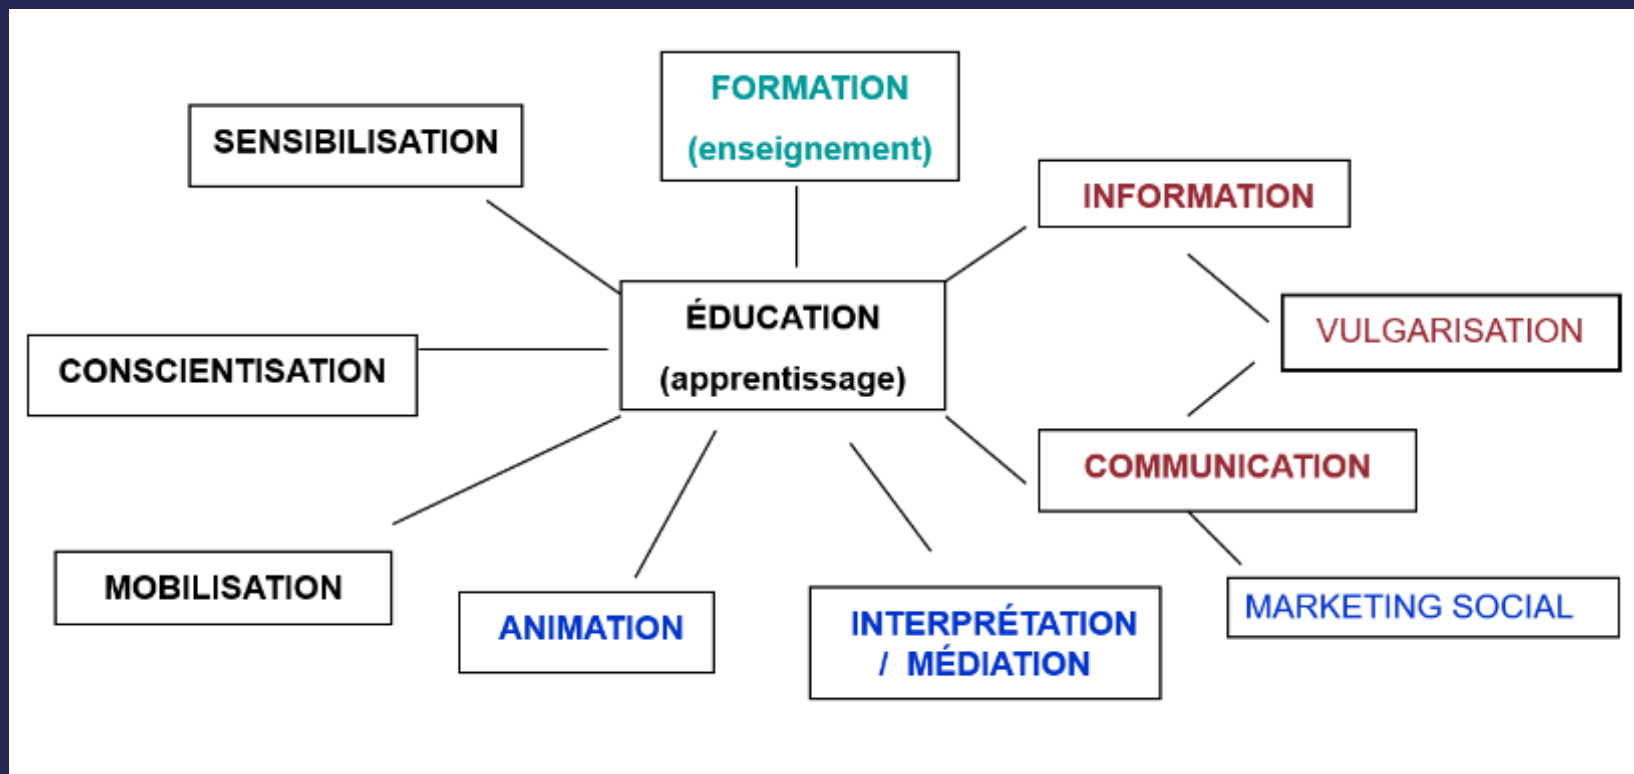 FORMATION
(enseignement)
SENSIBILISATION
INFORMATION
ÉDUCATION
(apprentissage)
VULGARISATION
CONSCIENTISATION
COMMUNICATION
MOBILISATION
ANIMATION
INTERPRÉTATION
/ MÉDIATION
MARKETING SOCIAL